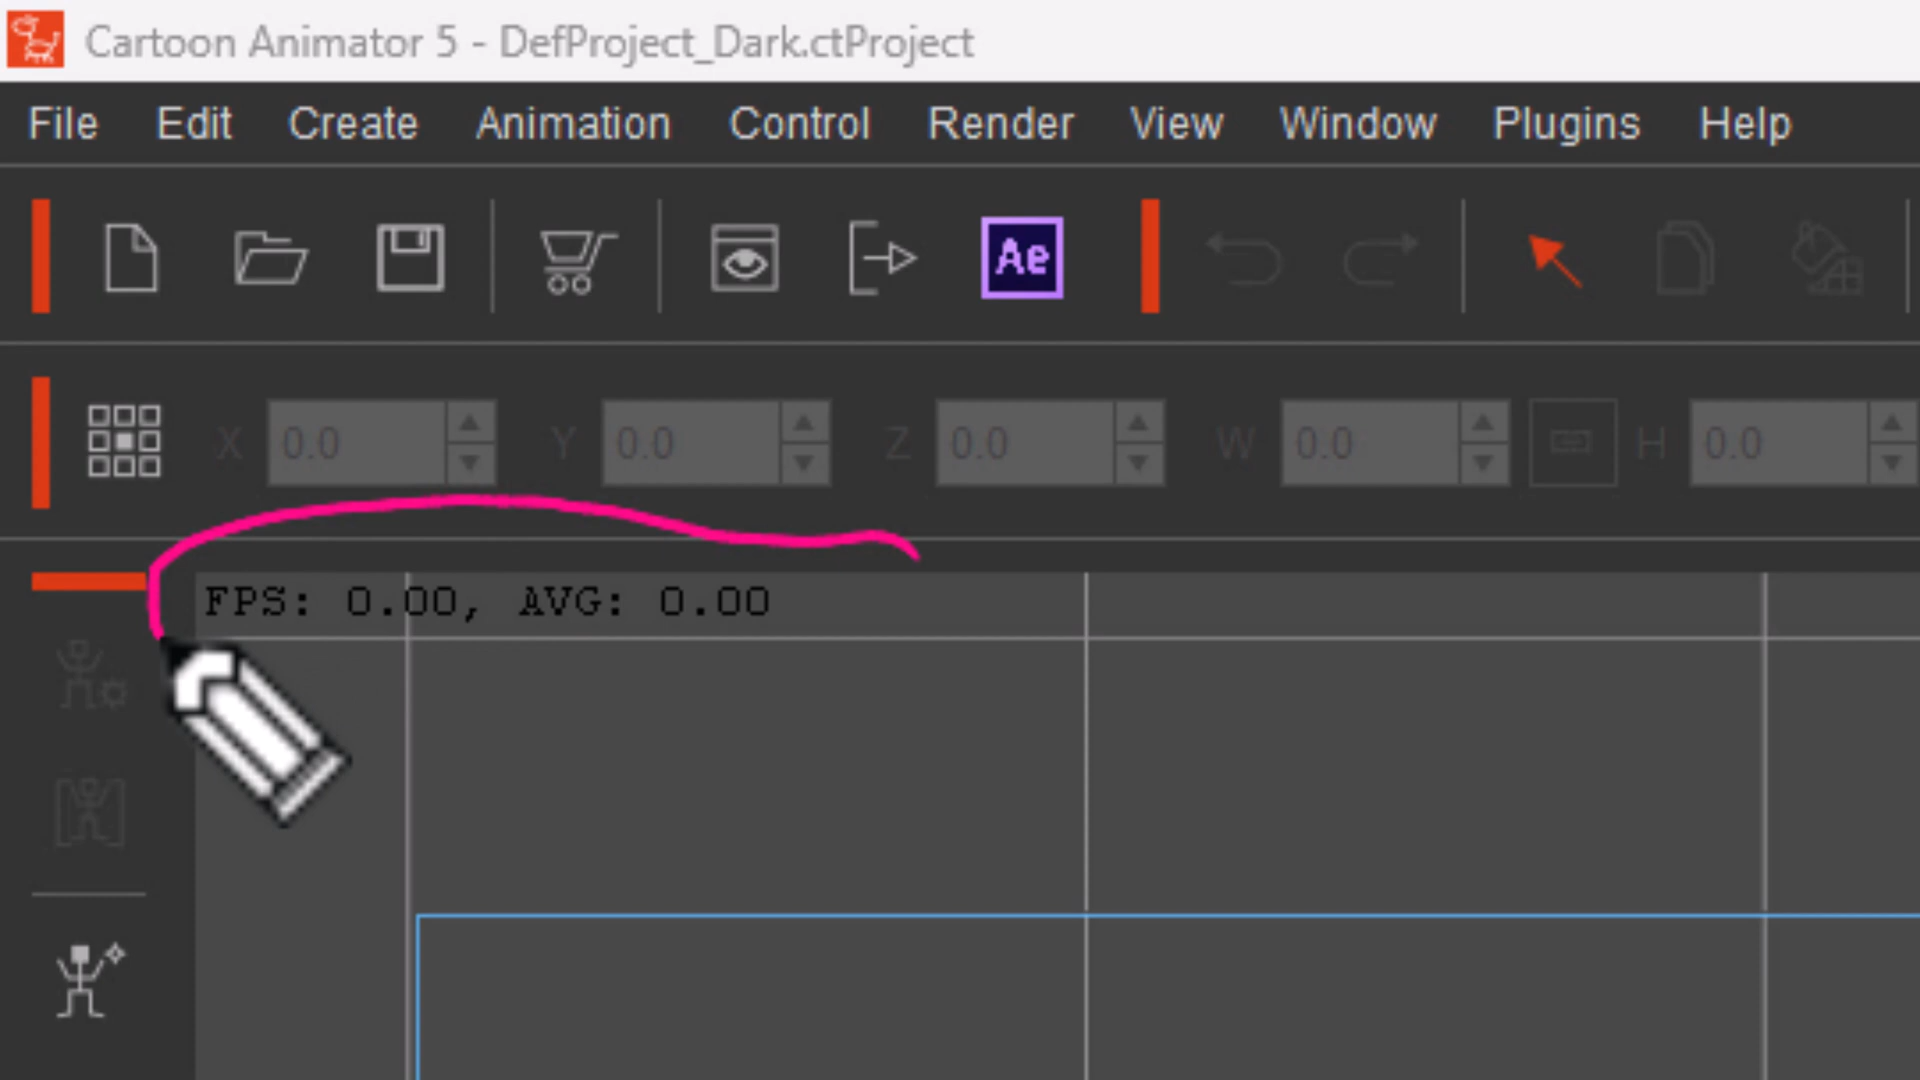 Cartoon Animator 5 - DefProject_Dark.ctProject
File Edit Create Animation Control Render View Window Plugins Help
Ae
X 0.0 Y 0.0 Z 0.0 W 0.0 H 0.0
FPS: 0.00, AVG: 0.00